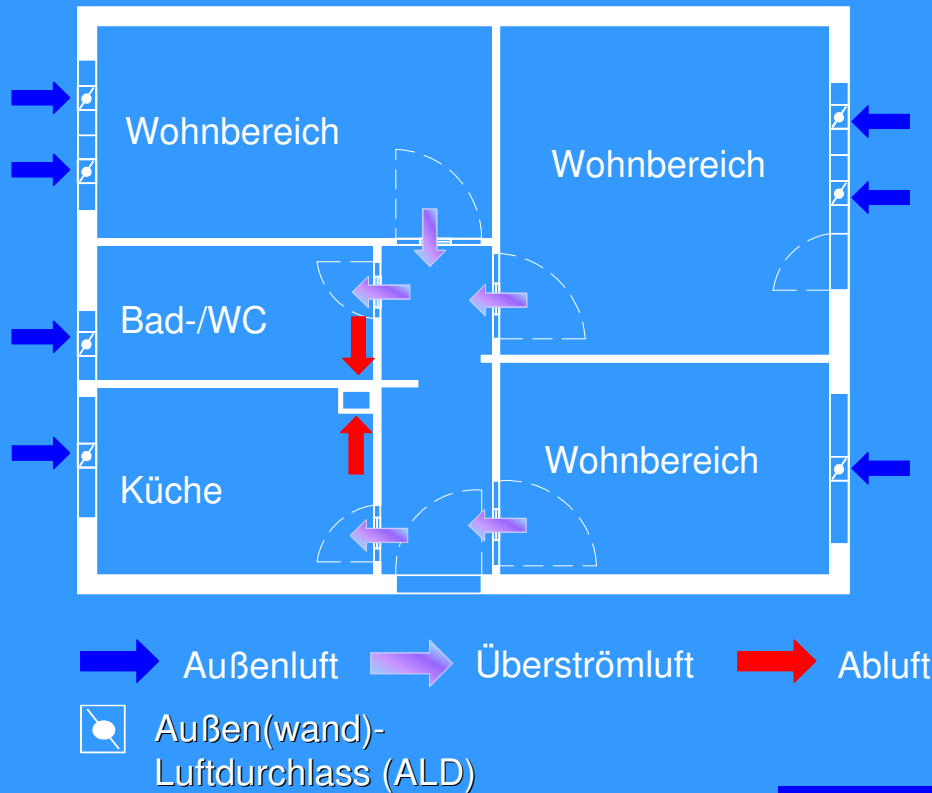 Wohnbereich
Wohnbereich
Bad-/WC
Küche
Wohnbereich
Außenluft
Überströmluft
Abluft
Außen(wand)-
Luftdurchlass (ALD)